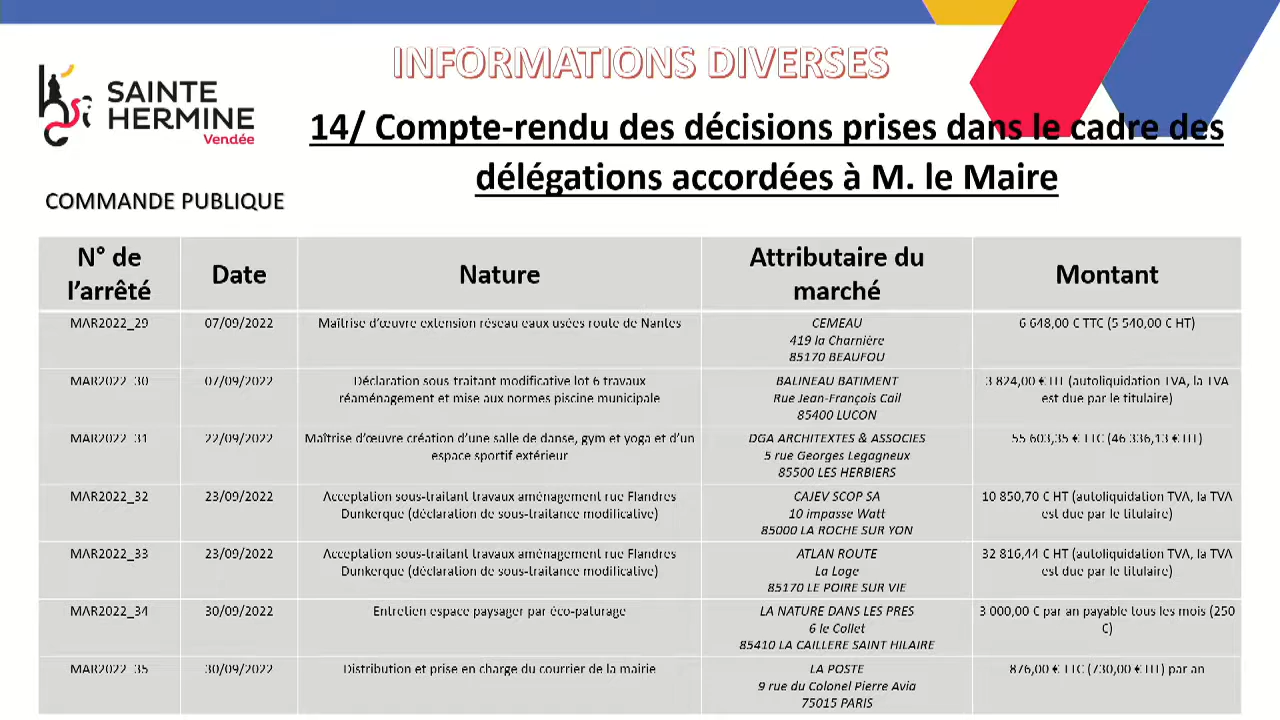 INFORMATIONS DIVERSES
SAINTE
HERMINE
Vendée
14/ Compte-rendu des décisions prises dans le cadre des
délégations accordées à M. le Maire
COMMANDE PUBLIQUE
N° de
l'arrêté
Date
Nature
Attributaire du
marché
Montant
MAR2022_29
07/09/2022
Maîtrise d'œuvre extension réseau eaux usées route de Nantes
CEMEAU
419 la Charnière
85170 BEAUFOU
6 648,00 € TTC (5 540,00 € HT)
MAR2022_30
07/09/2022
Déclaration sous-traitant modificative lot 6 travaux
réaménagement et mise aux normes piscine municipale
BALINEAU BATIMENT
Rue Jean-François Cail
85400 LUCON
3 824,00 € HT (autoliquidation TVA, la TVA
est due par le titulaire)
MAR2022_31
22/09/2022
Maîtrise d'œuvre création d'une salle de danse, gym et yoga et d'un
espace sportif extérieur
DGA ARCHITEXTES & ASSOCIES
5 rue Georges Legagneux
85500 LES HERBIERS
55 603,35 € TTC (46 336,13 € HT)
MAR2022_32
23/09/2022
Acceptation sous-traitant travaux aménagement rue Flandres
Dunkerque (déclaration de sous-traitance modificative)
CAJEV SCOP SA
10 impasse Watt
85000 LA ROCHE SUR YON
10 850,70 € HT (autoliquidation TVA, la TVA
est due par le titulaire)
MAR2022_33
23/09/2022
Acceptation sous-traitant travaux aménagement rue Flandres
Dunkerque (déclaration de sous-traitance modificative)
ATLAN ROUTE
La Loge
85170 LE POIRE SUR VIE
32 816,44 € HT (autoliquidation TVA, la TVA
est due par le titulaire)
MAR2022_34
30/09/2022
Entretien espace paysager par éco-paturage
LA NATURE DANS LES PRES
6 le Collet
85410 LA CAILLERE SAINT HILAIRE
3 000,00 € par an payable tous les mois (250
€)
MAR2022_35
30/09/2022
Distribution et prise en charge du courrier de la mairie
LA POSTE
9 rue du Colonel Pierre Avia
75015 PARIS
876,00 € TTC (730,00 € HT) par an